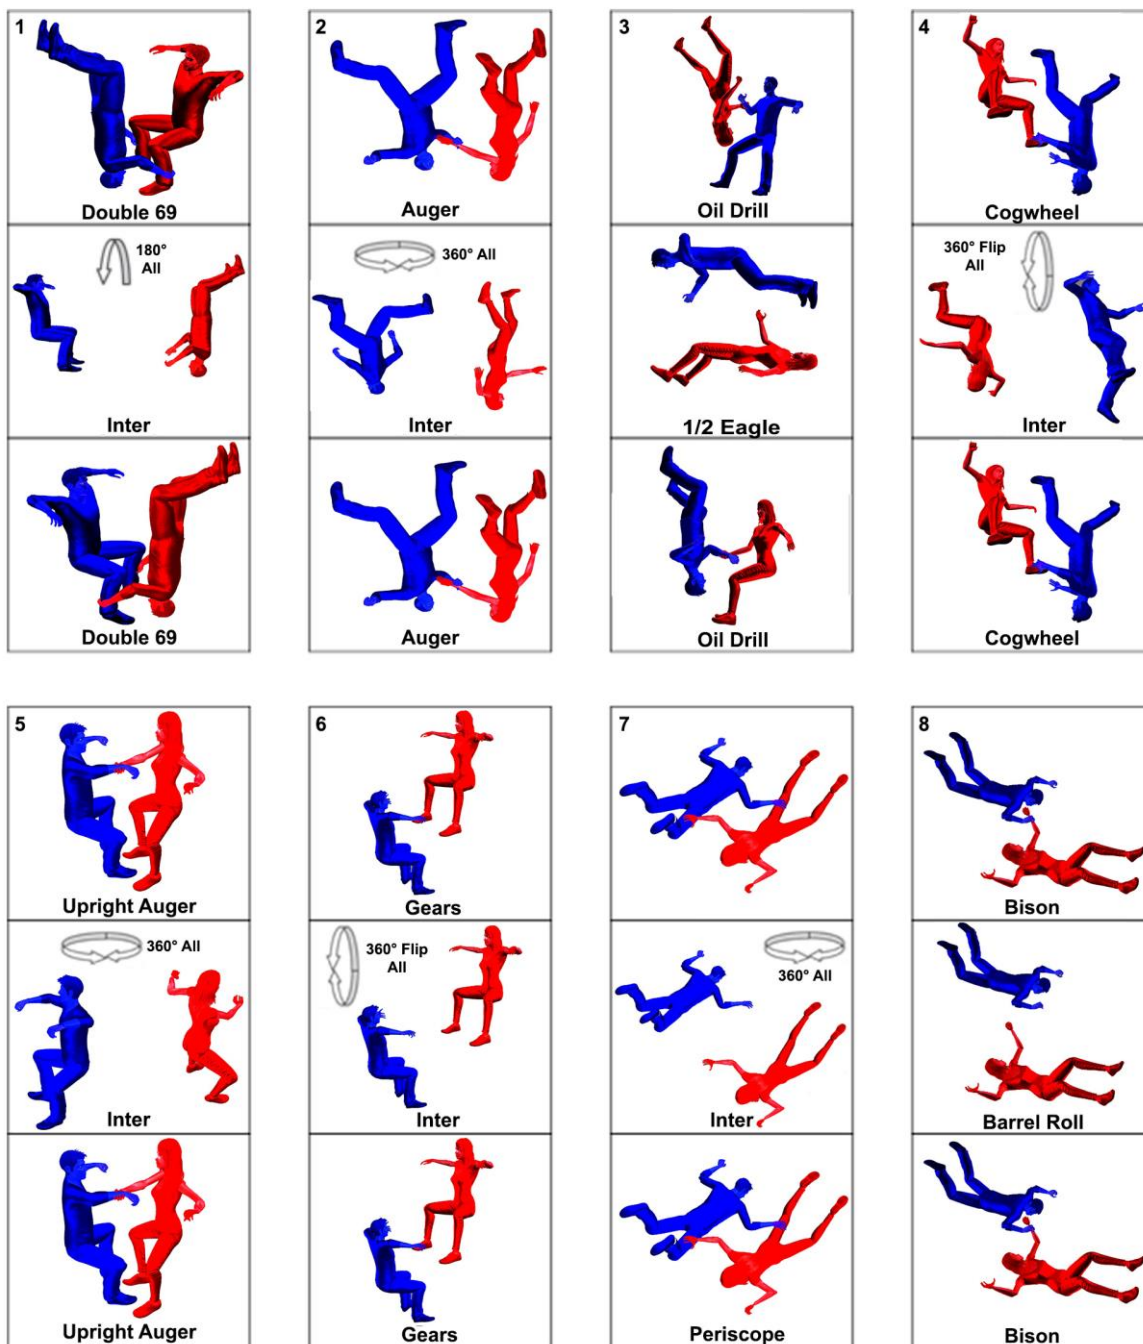 1
Double 69
180°
All
Inter
Double 69
2
Auger
360° All
Inter
Auger
3
Oil Drill
1/2 Eagle
Oil Drill
4
Cogwheel
360° Flip
All
Inter
Cogwheel
5
Upright Auger
360° All
Inter
Upright Auger
6
Gears
360° Flip
All
Inter
Gears
7
360° All
Inter
Periscope
8
Bison
Barrel Roll
Bison